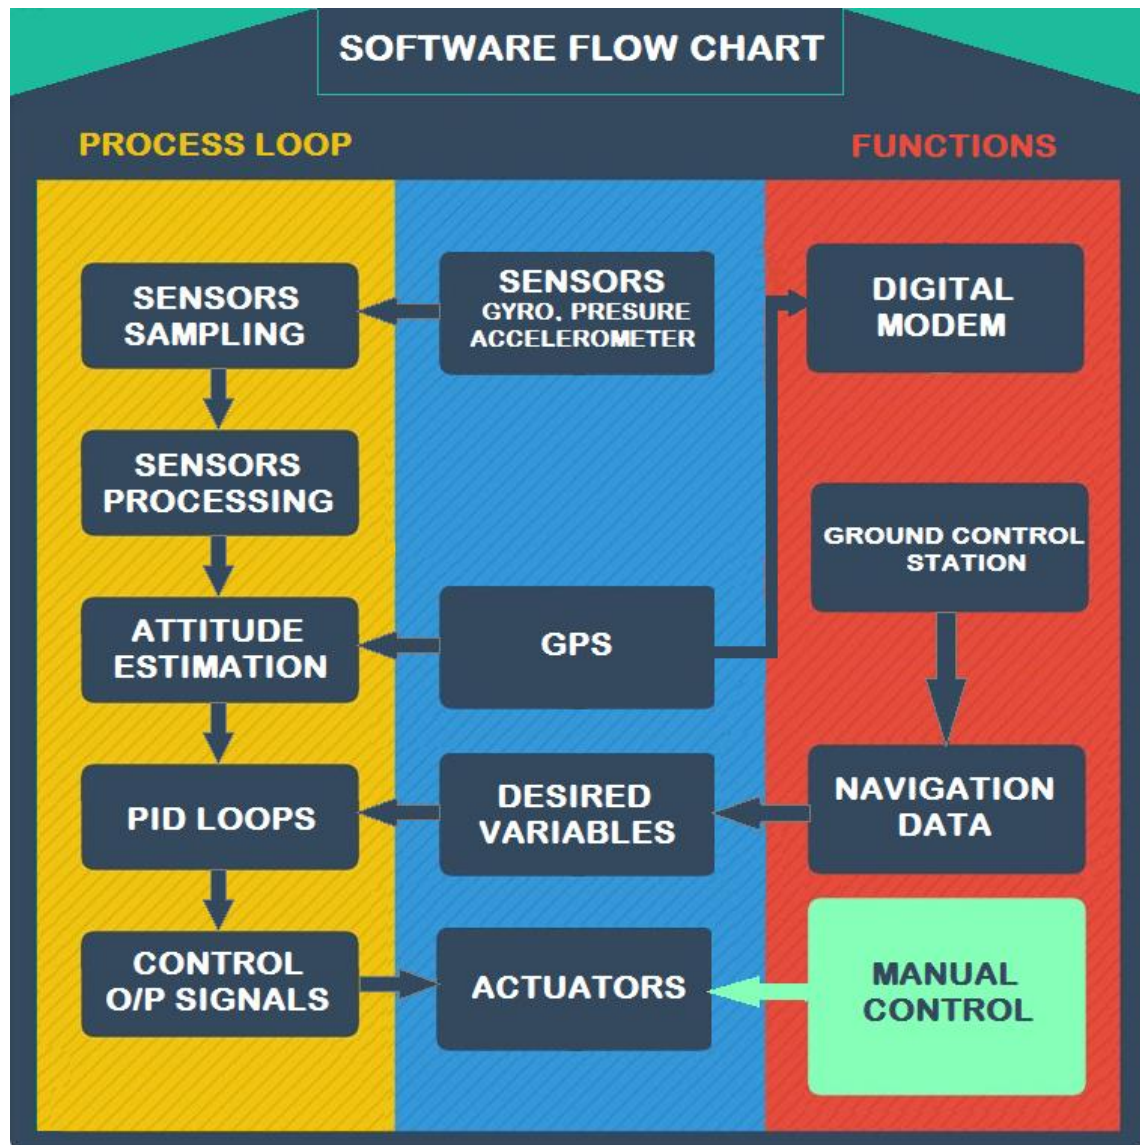 SOFTWARE FLOW CHART
PROCESS LOOP
FUNCTIONS
SENSORS
SAMPLING
SENSORS
GYRO, PRESURE
ACCELEROMETER
DIGITAL
MODEM
SENSORS
PROCESSING
GROUND CONTROL
STATION
ATTITUDE
ESTIMATION
GPS
PID LOOPS
DESIRED
VARIABLES
NAVIGATION
DATA
CONTROL
O/P SIGNALS
ACTUATORS
MANUAL
CONTROL